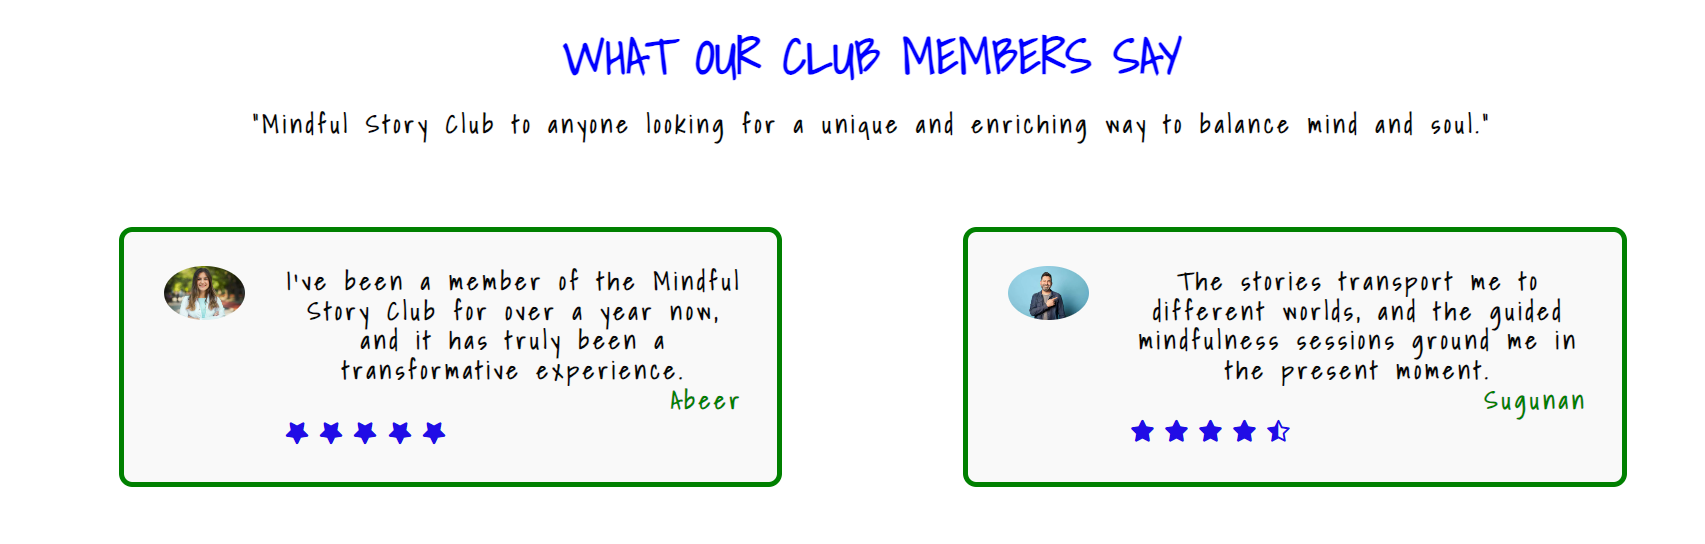 WHAT OUR CLUB MEMBERS SAY
"Mindful Story Club to anyone looking for a unique and enriching way to balance mind and soul."
I've been a member of the Mindful
Story Club for over a year now,
and it has truly been a
transformative experience.
Abeer
The stories transport me to
different worlds, and the guided
mindfulness sessions ground me in
the present moment.
Sugunan